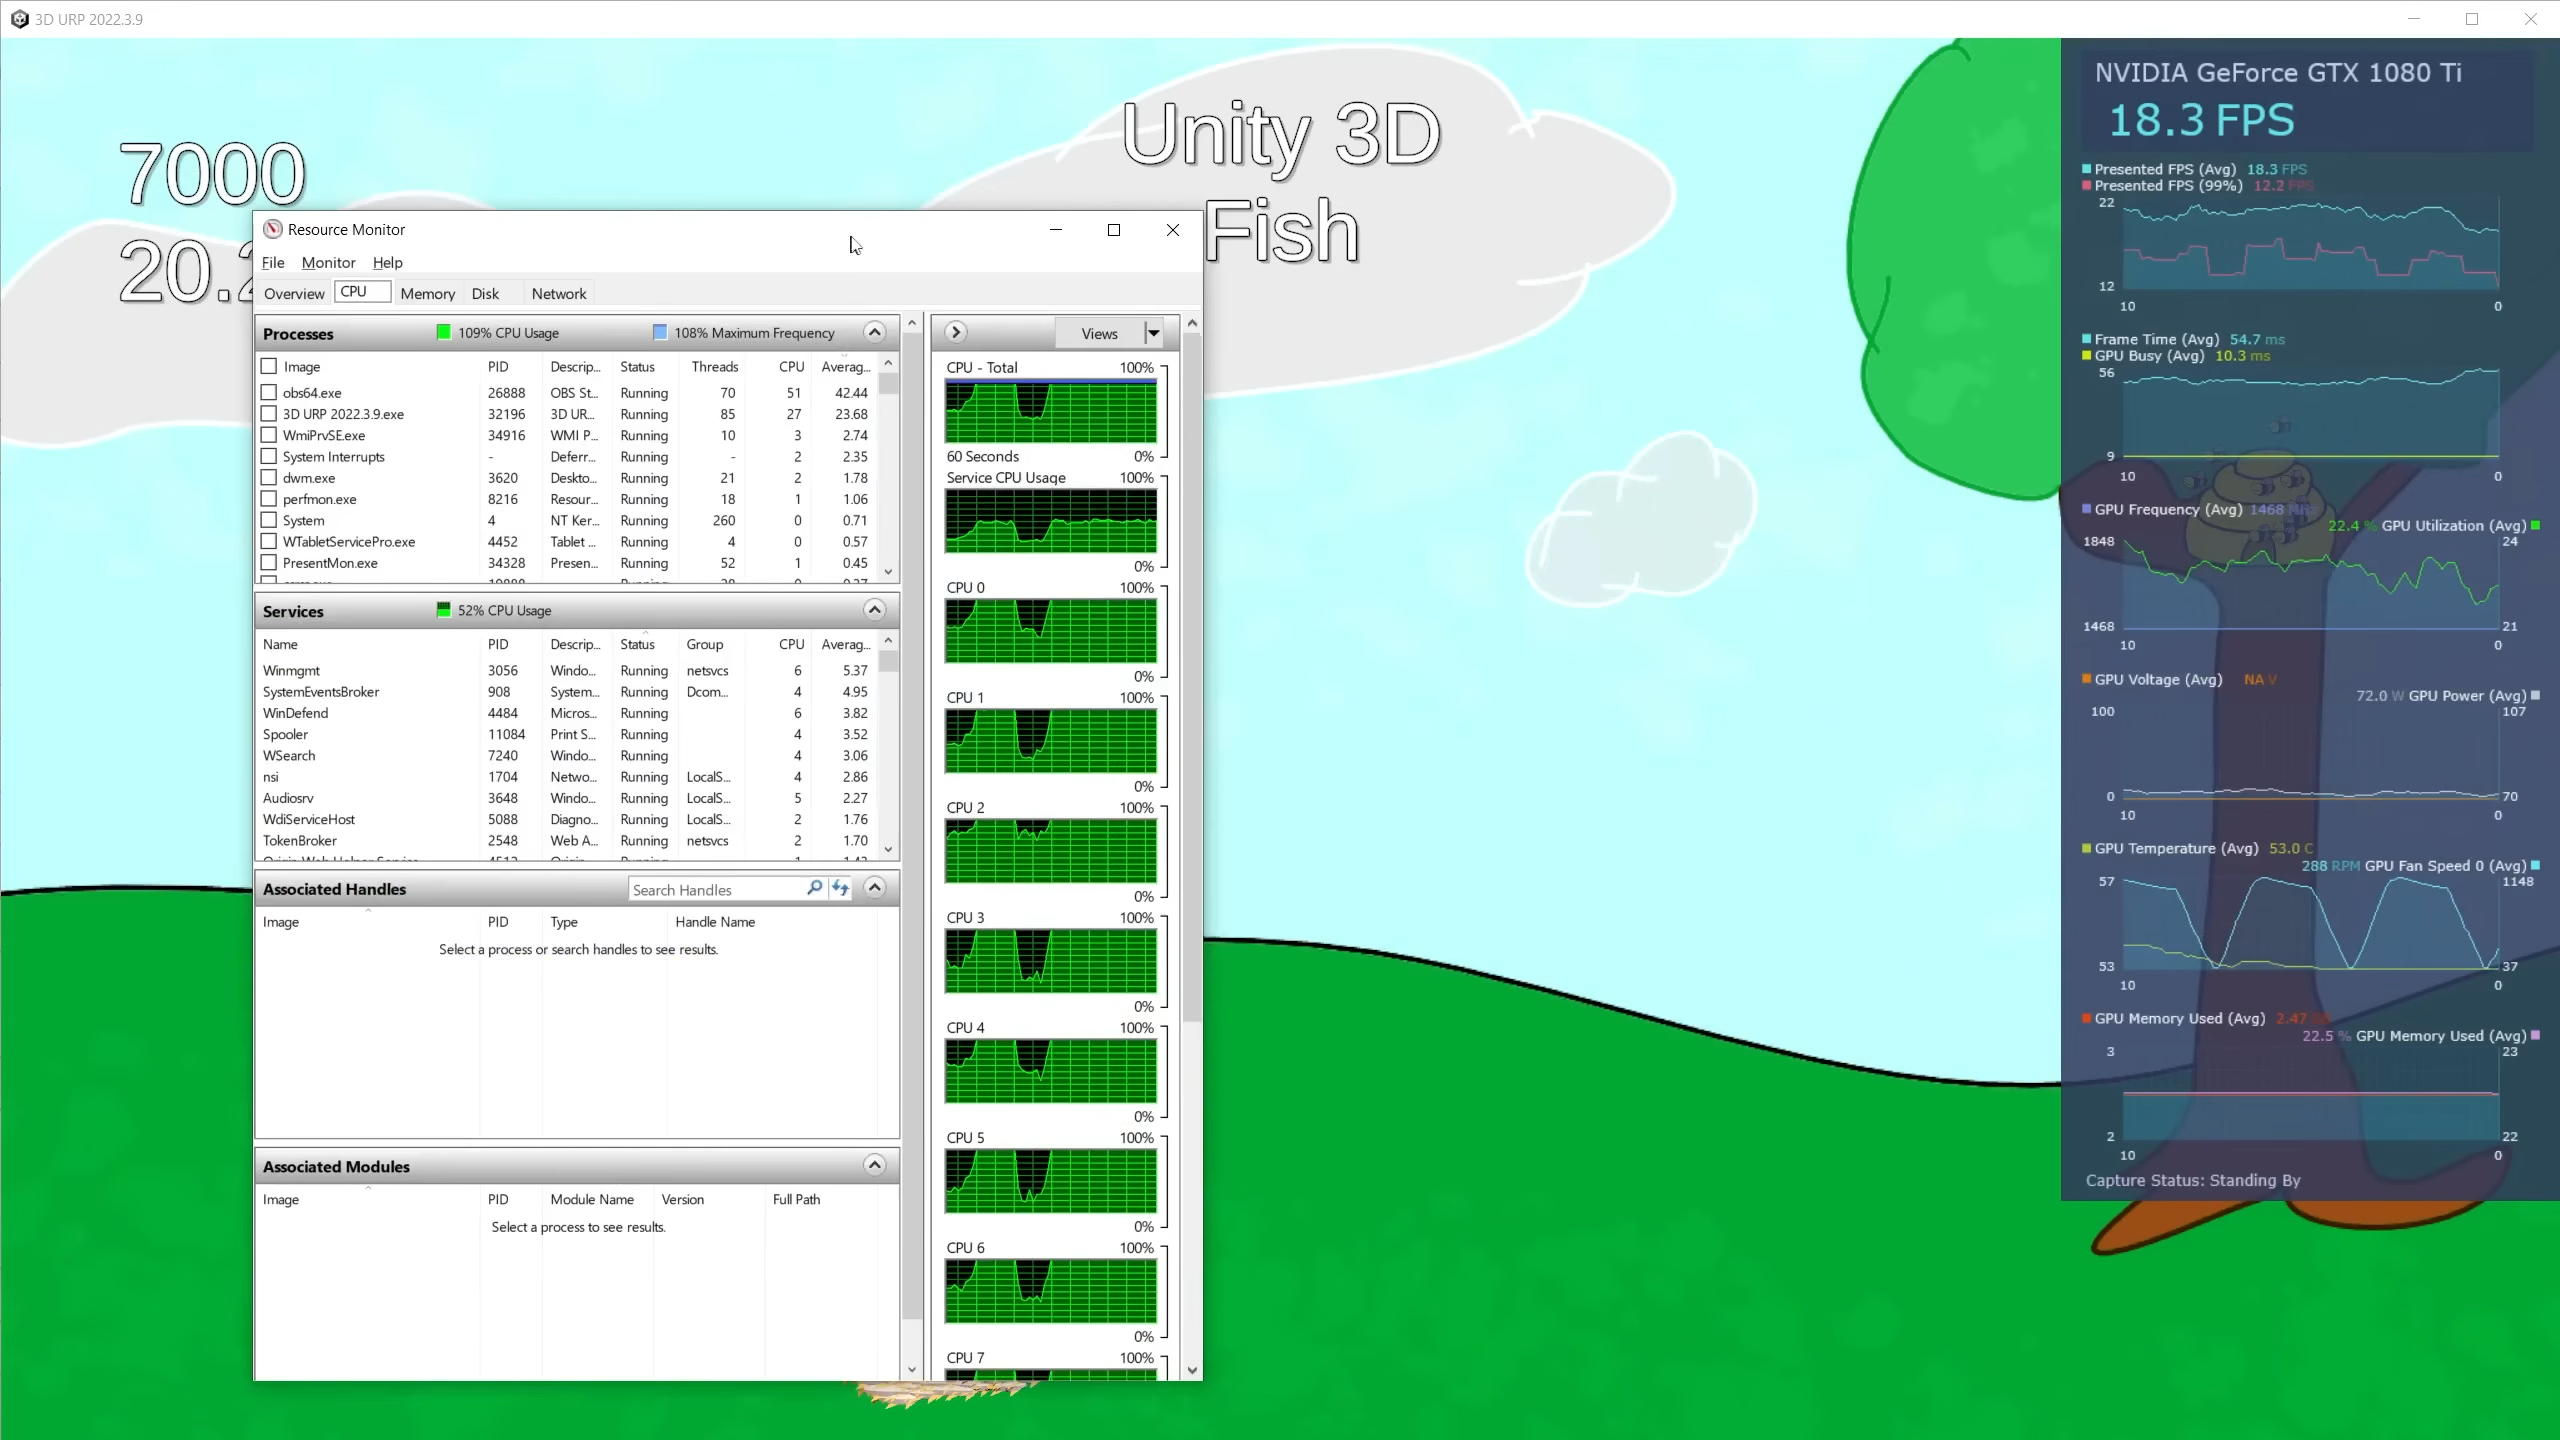 3D URP 2022.3.9
7000
20.2
Unity 3D
Fish
Resource Monitor
File Monitor Help
Overview CPU Memory Disk Network
Processes 109% CPU Usage 108% Maximum Frequency
Image PID Descrip... Status Threads CPU Averag...
obs64.exe 26888 OBS St... Running 70 51 42.44
3D URP 2022.3.9.exe 32196 3D UR... Running 85 27 23.68
WmiPrvSE.exe 34916 WMI P... Running 10 3 2.74
System Interrupts - Deferr... Running - 2 2.35
dwm.exe 3620 Deskto... Running 21 2 1.78
perfmon.exe 8216 Resour... Running 18 1 1.06
System 4 NT Ker... Running 260 0 0.71
WTabletServicePro.exe 4452 Tablet ... Running 4 0 0.57
PresentMon.exe 34328 Presen... Running 52 1 0.45
Services 52% CPU Usage
Name PID Descrip... Status Group CPU Averag...
Winmgmt 3056 Windo... Running netsvcs 6 5.37
SystemEventsBroker 908 System... Running Dcom... 4 4.95
WinDefend 4484 Micros... Running 6 3.82
Spooler 11084 Print S... Running 4 3.52
WSearch 7240 Windo... Running 4 3.06
nsi 1704 Netwo... Running LocalS... 4 2.86
Audiosrv 3648 Windo... Running LocalS... 5 2.27
WdiServiceHost 5088 Diagno... Running LocalS... 2 1.76
TokenBroker 2548 Web A... Running netsvcs 2 1.70
Associated Handles Search Handles
Image PID Type Handle Name
Select a process or search handles to see results.
Associated Modules
Image PID Module Name Version Full Path
Select a process to see results.
Views
CPU - Total 100%
60 Seconds 0%
Service CPU Usage 100%
0%
CPU 0 100%
0%
CPU 1 100%
0%
CPU 2 100%
0%
CPU 3 100%
0%
CPU 4 100%
0%
CPU 5 100%
0%
CPU 6 100%
0%
CPU 7 100%
NVIDIA GeForce GTX 1080 Ti
18.3 FPS
Presented FPS (Avg) 18.3 FPS
Presented FPS (99%) 12.2 FPS
22
12
10 0
Frame Time (Avg) 54.7 ms
GPU Busy (Avg) 10.3 ms
56
9
10 0
GPU Frequency (Avg) 1468 MHz
22.4 % GPU Utilization (Avg)
1848 24
1468 21
10 0
GPU Voltage (Avg) NA V
72.0 W GPU Power (Avg)
100 107
0 70
10 0
GPU Temperature (Avg) 53.0 C
288 RPM GPU Fan Speed 0 (Avg)
57 1148
53 37
10 0
GPU Memory Used (Avg) 2.47
22.5 % GPU Memory Used (Avg)
3 23
2 22
10 0
Capture Status: Standing By